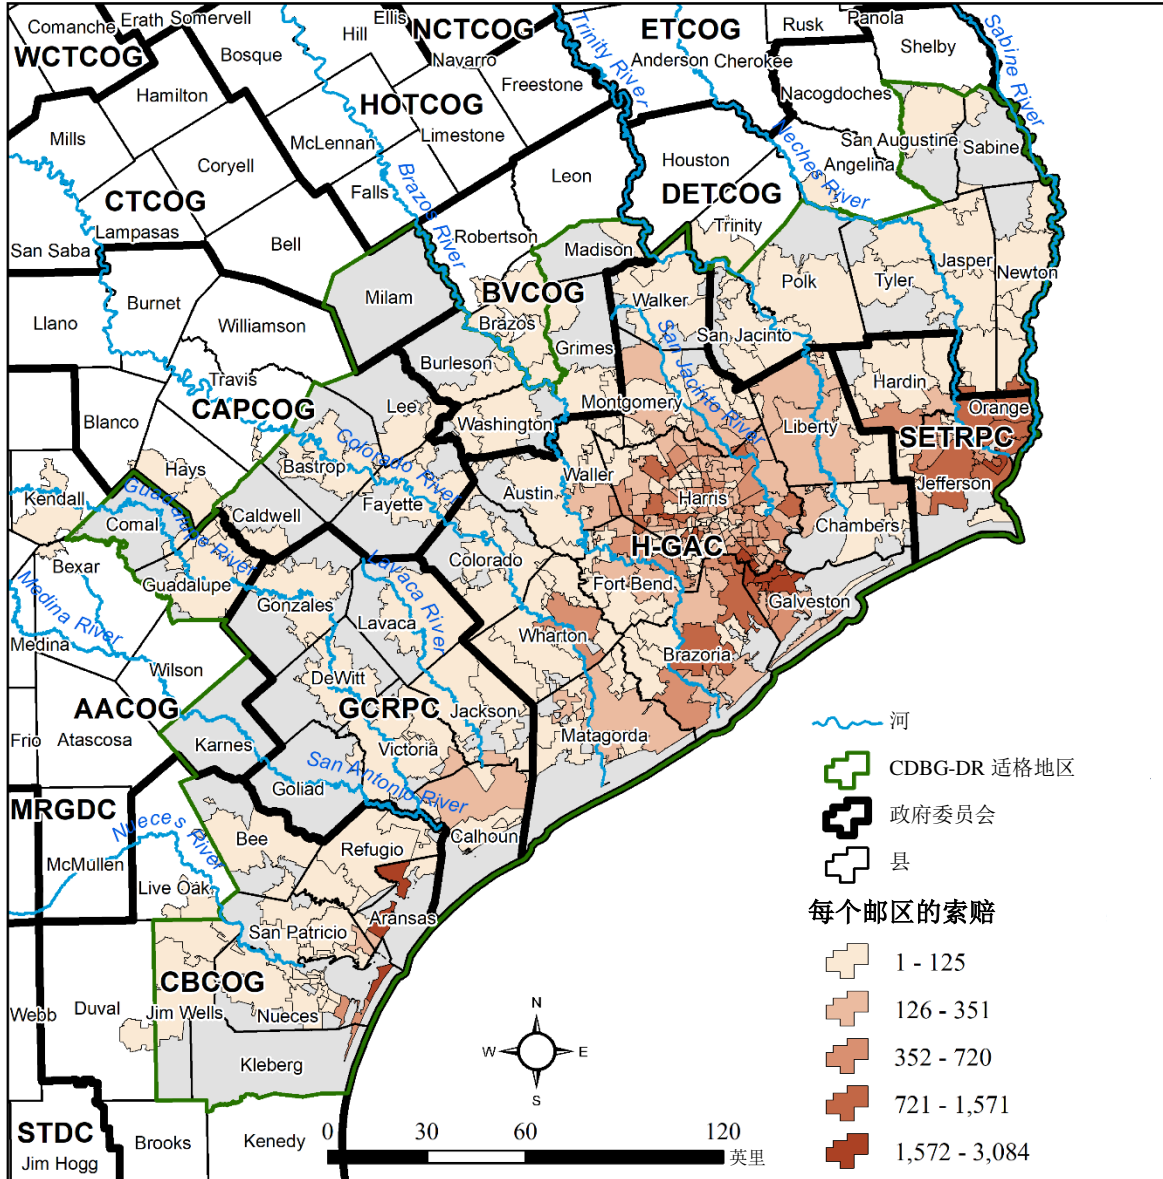 Comanche
Erath
Somervell
Bosque
Hill
Ellis
NCTCOG
Navarro
Freestone
Trinity River
ETCOG
Anderson
Cherokee
Rusk
Panola
Shelby
Sabine River
WCTCOG
Hamilton
HOTCOG
Limestone
McLennan
Nacogdoches
San Augustine
Sabine
Angelina
Neches River
Mills
Coryell
Falls
Brazos River
Leon
Houston
DETCOG
Trinity
CTCOG
Lampasas
San Saba
Bell
Robertson
Madison
Jasper
Newton
Burnet
Milam
BVCOG
Brazos
Walker
Polk
Tyler
Llano
Williamson
Grimes
San Jacinto
San Jacinto River
Burleson
Travis
Hardin
Blanco
CAPCOG
Lee
Washington
Montgomery
Liberty
Orange
SETRPC
Jefferson
Colorado River
Bastrop
Hays
Kendall
Guadalupe River
Fayette
Austin
Waller
Harris
Chambers
Comal
Caldwell
H-GAC
Bexar
Medina River
Guadalupe
Colorado
Fort Bend
Galveston
Gonzales
Lavaca River
Lavaca
Wharton
Brazoria
Medina
Wilson
DeWitt
AACOG
GCRPC
Jackson
Frio
Atascosa
Karnes
Victoria
Matagorda
Goliad
San Antonio River
MRGDC
Nueces River
Bee
Refugio
Calhoun
McMullen
Live Oak
Aransas
San Patricio
CBCOG
Webb
Duval
Jim Wells
Nueces
Kleberg
STDC
Jim Hogg
Brooks
Kenedy
N
W
E
S
0
30
60
120
英里
河
CDBG-DR 适格地区
政府委员会
县
每个邮区的索赔
1 - 125
126 - 351
352 - 720
721 - 1,571
1,572 - 3,084